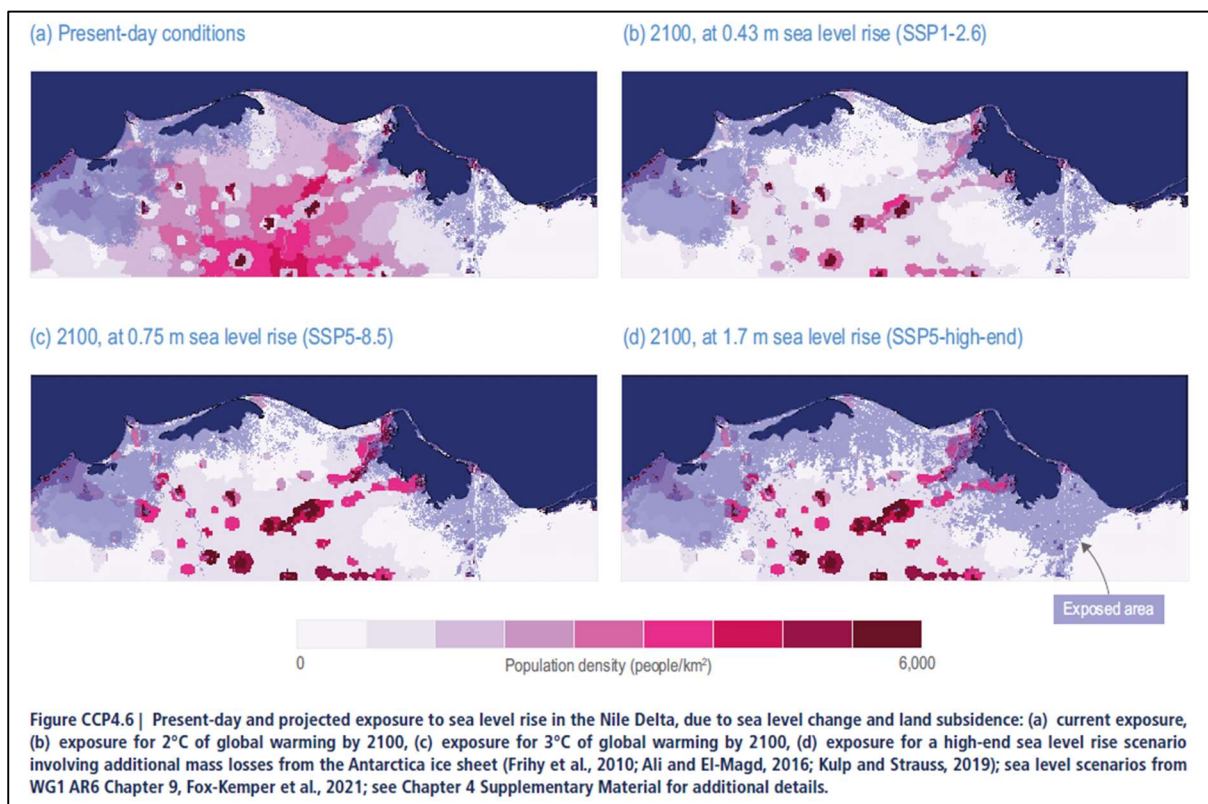 (a) Present-day conditions
(b) 2100, at 0.43 m sea level rise (SSP1-2.6)
(c) 2100, at 0.75 m sea level rise (SSP5-8.5)
(d) 2100, at 1.7 m sea level rise (SSP5-high-end)
Exposed area
0
Population density (people/km²)
6,000
Figure CCP4.6 | Present-day and projected exposure to sea level rise in the Nile Delta, due to sea level change and land subsidence: (a) current exposure,
(b) exposure for 2°C of global warming by 2100, (c) exposure for 3°C of global warming by 2100, (d) exposure for a high-end sea level rise scenario
involving additional mass losses from the Antarctica ice sheet (Frihy et al., 2010; Ali and El-Magd, 2016; Kulp and Strauss, 2019); sea level scenarios from
WG1 AR6 Chapter 9, Fox-Kemper et al., 2021; see Chapter 4 Supplementary Material for additional details.